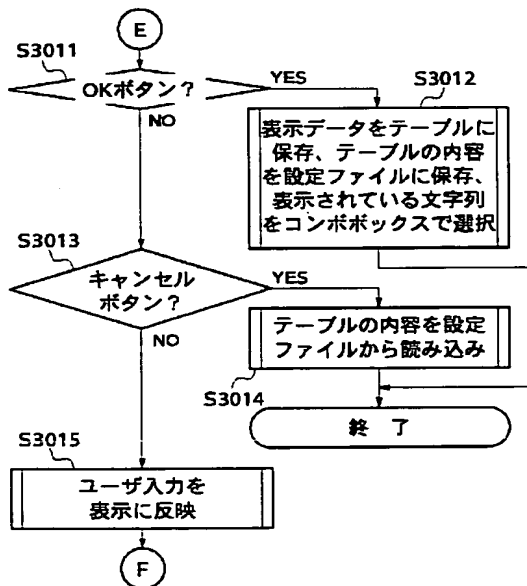 E
S3011
OKボタン？
YES
NO
S3012
表示データをテーブルに
保存、テーブルの内容
を設定ファイルに保存、
表示されている文字列
をコンボボックスで選択
S3013
キャンセル
ボタン？
YES
NO
テーブルの内容を設定
ファイルから読み込み
S3014
終 了
S3015
ユーザ入力を
表示に反映
F